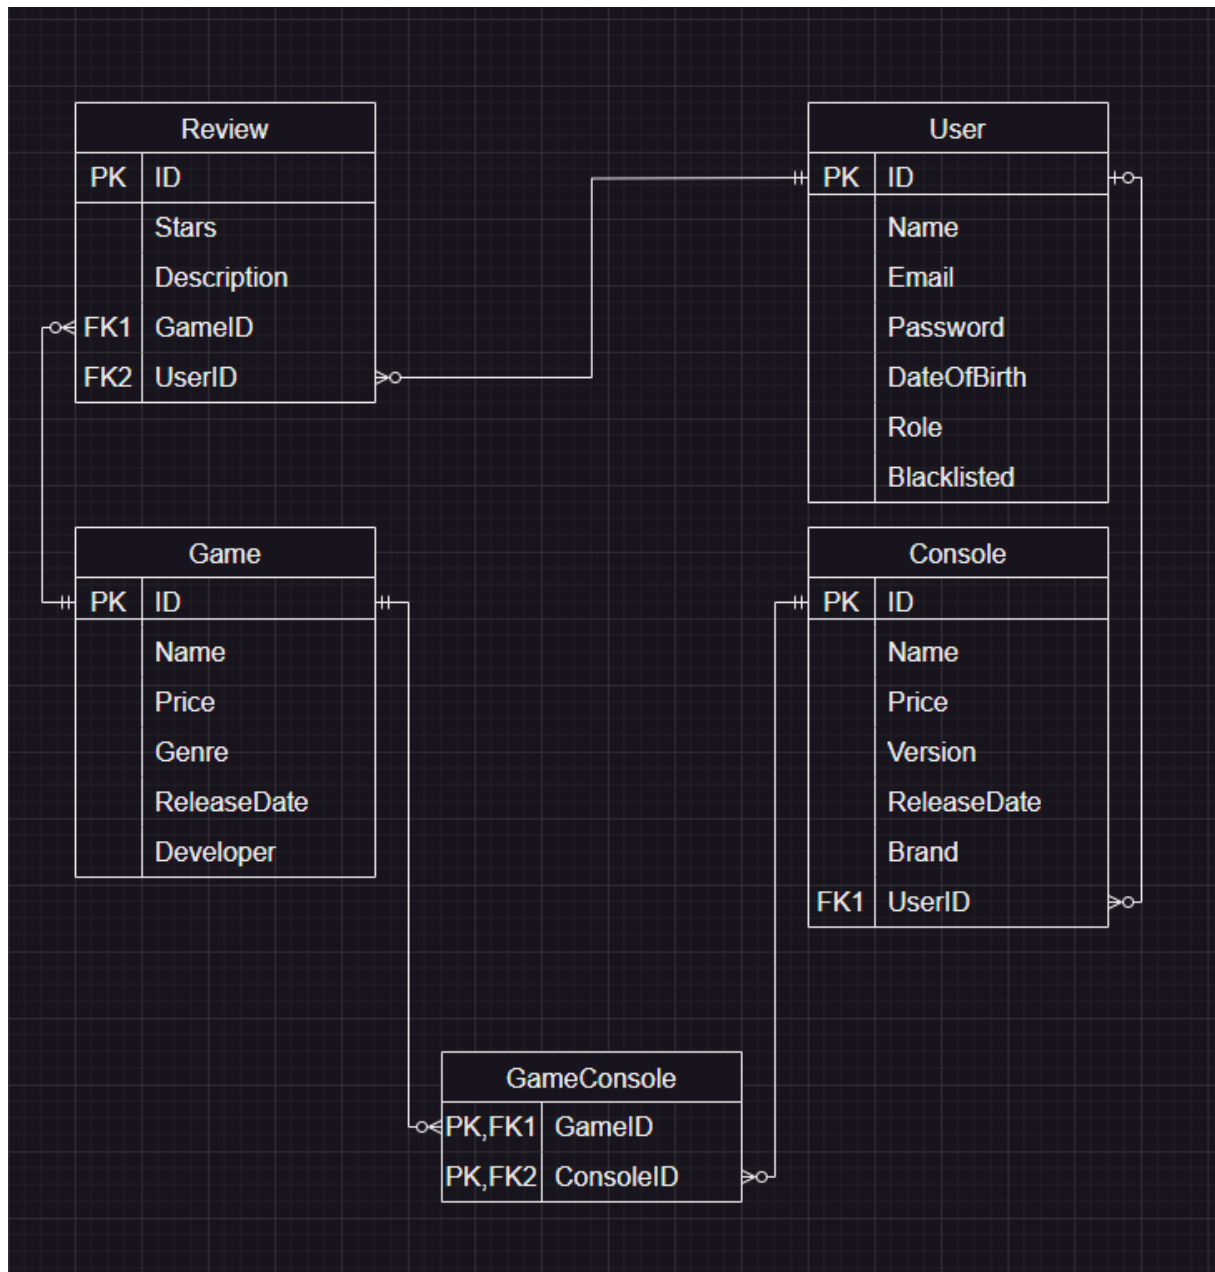 Review
PK ID
Stars
Description
FK1 GameID
FK2 UserID
User
PK ID
Name
Email
Password
DateOfBirth
Role
Blacklisted
Game
PK ID
Name
Price
Genre
ReleaseDate
Developer
Console
PK ID
Name
Price
Version
ReleaseDate
Brand
FK1 UserID
GameConsole
PK,FK1 GameID
PK,FK2 ConsoleID